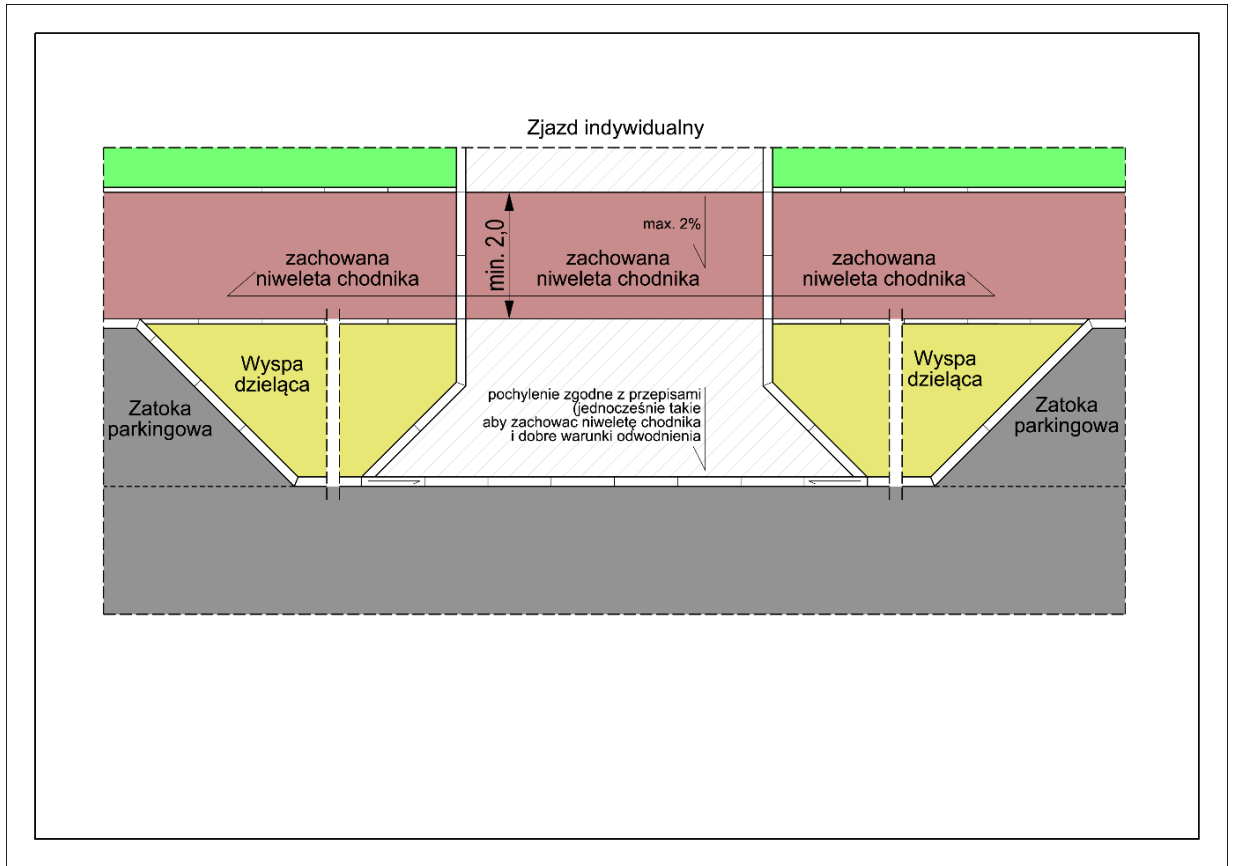 Zjazd indywidualny
max. 2%
min. 2,0
zachowana
niweleta chodnika
zachowana
niweleta chodnika
zachowana
niweleta chodnika
Wyspa
dzieląca
Wyspa
dzieląca
Zatoka
parkingowa
pochylenie zgodne z przepisami
(jednocześnie takie
aby zachowac niweletę chodnika
i dobre warunki odwodnienia
Zatoka
parkingowa